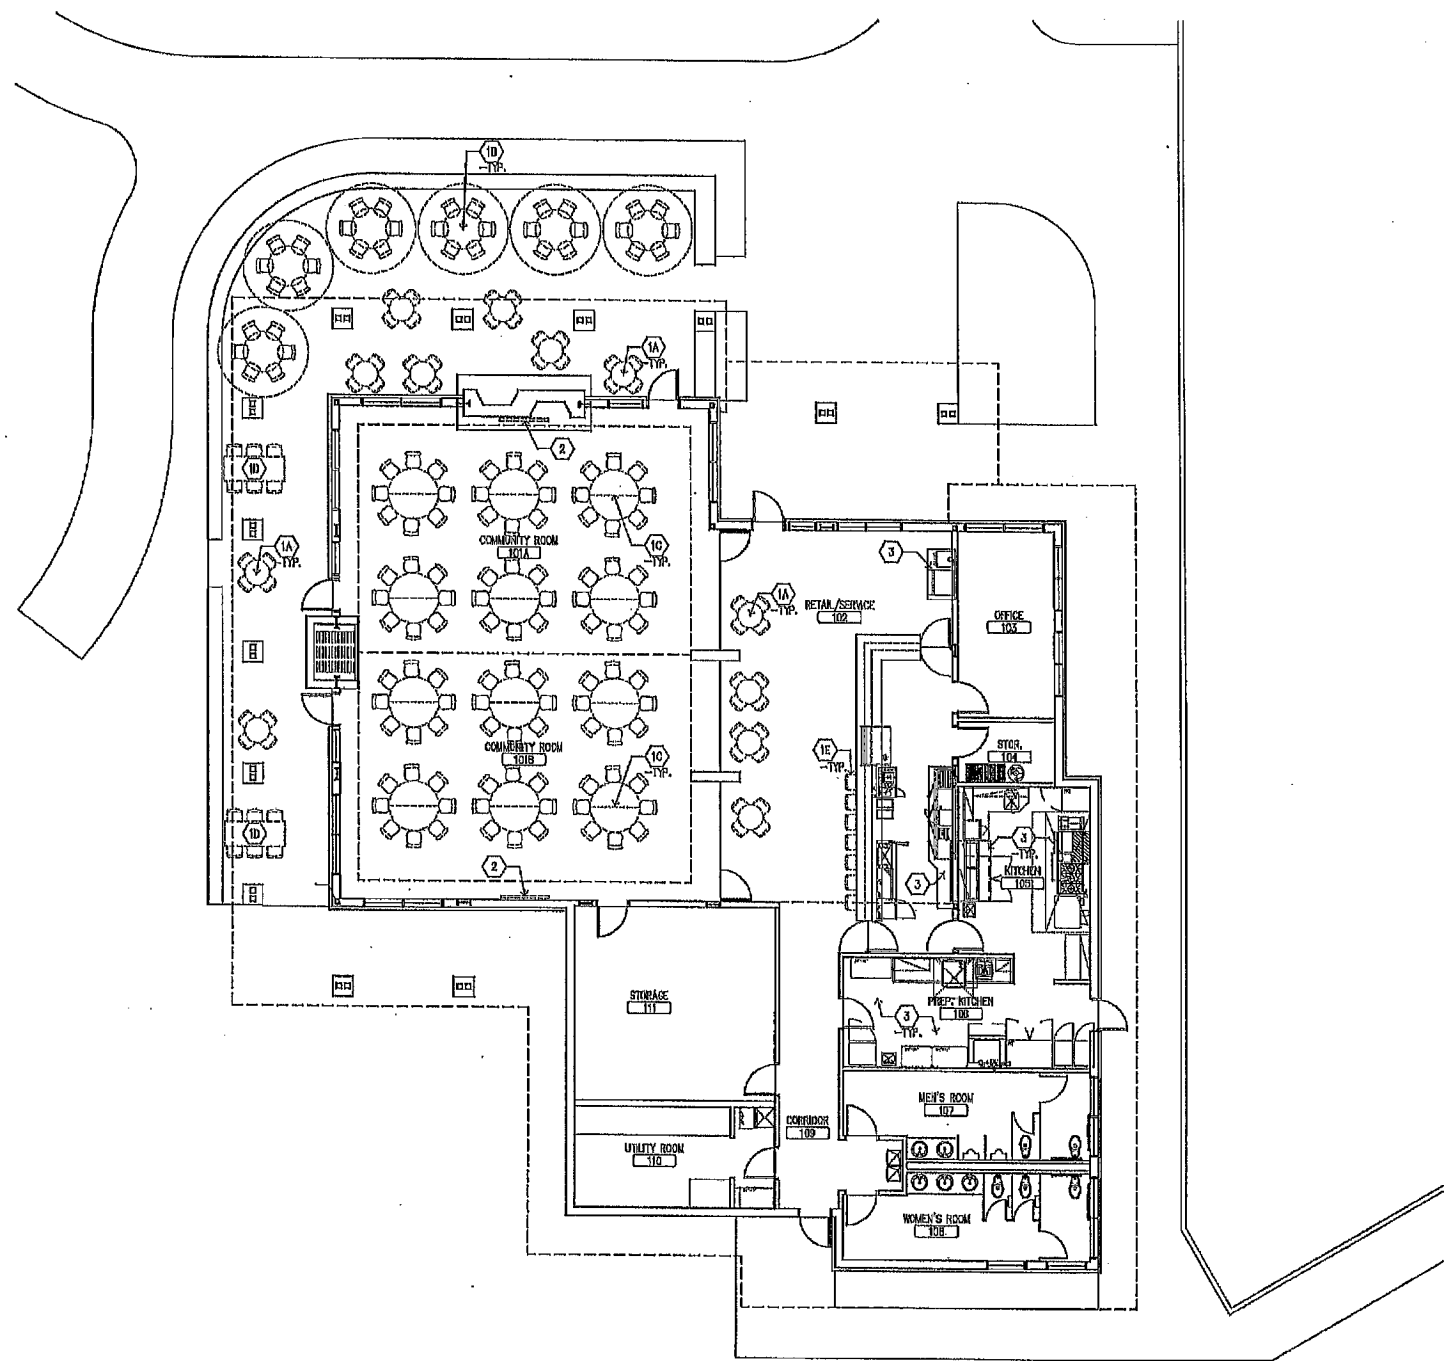 1D
-TYP.
1A
-TYP.
2
1D
COMMUNITY ROOM
101A
1A
-TYP.
1C
-TYP.
3
1A
-TYP.
RETAIL/SERVICE
102
OFFICE
103
COMMUNITY ROOM
101B
1C
-TYP.
1E
-TYP.
STOR.
104
1D
3
-TYP.
KITCHEN
105
2
3
STORAGE
111
PREP. KITCHEN
106
3
-TYP.
MEN'S ROOM
107
CORRIDOR
109
UTILITY ROOM
110
WOMEN'S ROOM
108